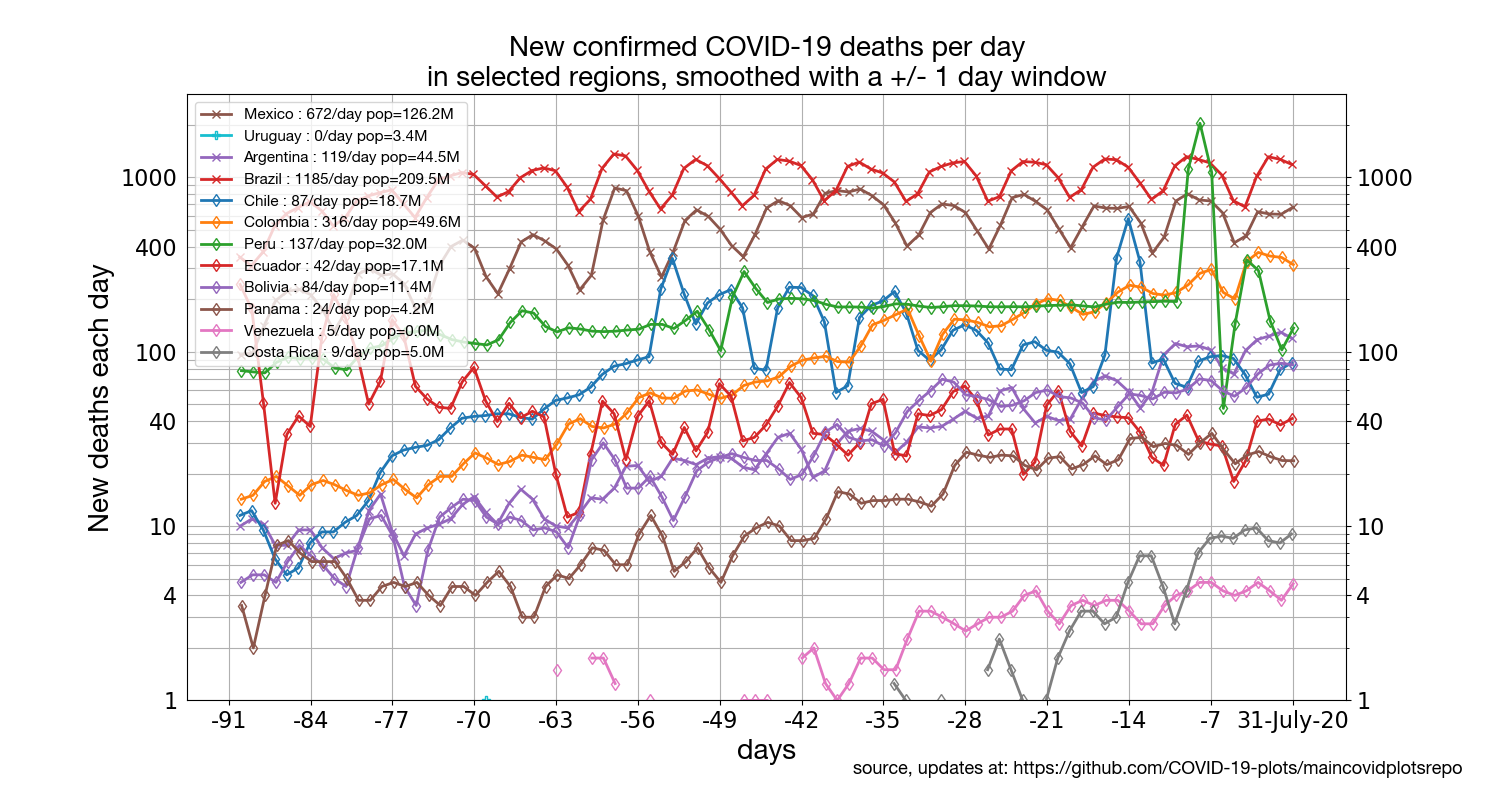 New confirmed COVID-19 deaths per day
in selected regions, smoothed with a +/- 1 day window
Mexico : 672/day pop=126.2M
Uruguay : 0/day pop=3.4M
Argentina : 119/day pop=44.5M
Brazil : 1185/day pop=209.5M
Chile : 87/day pop=18.7M
Colombia : 316/day pop=49.6M
Peru : 137/day pop=32.0M
Ecuador : 42/day pop=17.1M
Bolivia : 84/day pop=11.4M
Panama : 24/day pop=4.2M
Venezuela : 5/day pop=0.0M
Costa Rica : 9/day pop=5.0M
New deaths each day
1000
400
100
40
10
4
1
1000
400
100
40
10
4
1
-91 -84 -77 -70 -63 -56 -49 -42 -35 -28 -21 -14 -7 31-July-20
days
source, updates at: https://github.com/COVID-19-plots/maincovidplotsrepo